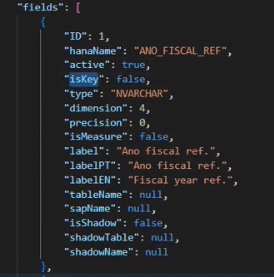 "fields": [
{
"ID": 1,
"hanaName": "ANO_FISCAL_REF",
"active": true,
"isKey": false,
"type": "NVARCHAR",
"dimension": 4,
"precision": 0,
"isMeasure": false,
"label": "Ano fiscal ref.",
"labelPT": "Ano fiscal ref.",
"labelEN": "Fiscal year ref.",
"tableName": null,
"sapName": null,
"isShadow": false,
"shadowTable": null,
"shadowName": null
},